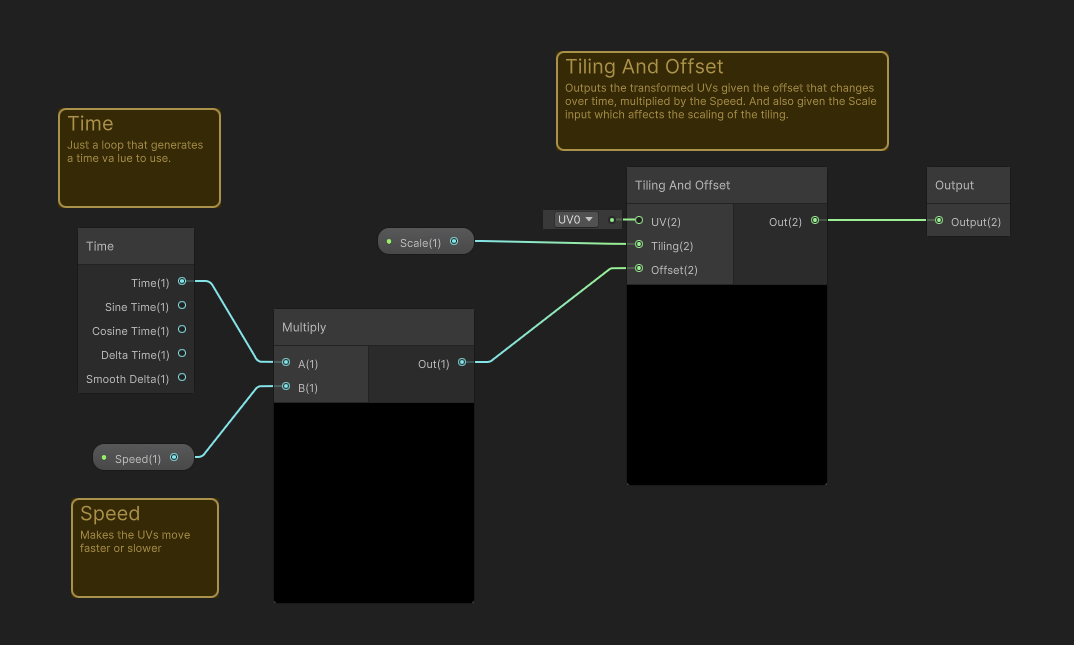 Tiling And Offset
Outputs the transformed UVs given the offset that changes
over time, multiplied by the Speed. And also given the Scale
input which affects the scaling of the tiling.
Time
Just a loop that generates
a time va lue to use.
Tiling And Offset
Output
UV0
UV(2)
Out(2)
Output(2)
Scale(1)
Tiling(2)
Offset(2)
Time
Time(1)
Sine Time(1)
Cosine Time(1)
Delta Time(1)
Smooth Delta(1)
Multiply
A(1)
Out(1)
B(1)
Speed(1)
Speed
Makes the UVs move
faster or slower